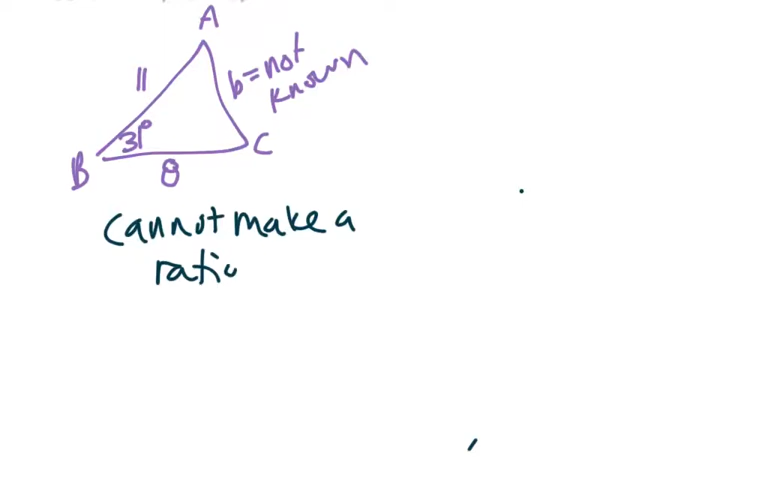 A
11
b = not
known
31°
B
8
C
cannot make a
ratio